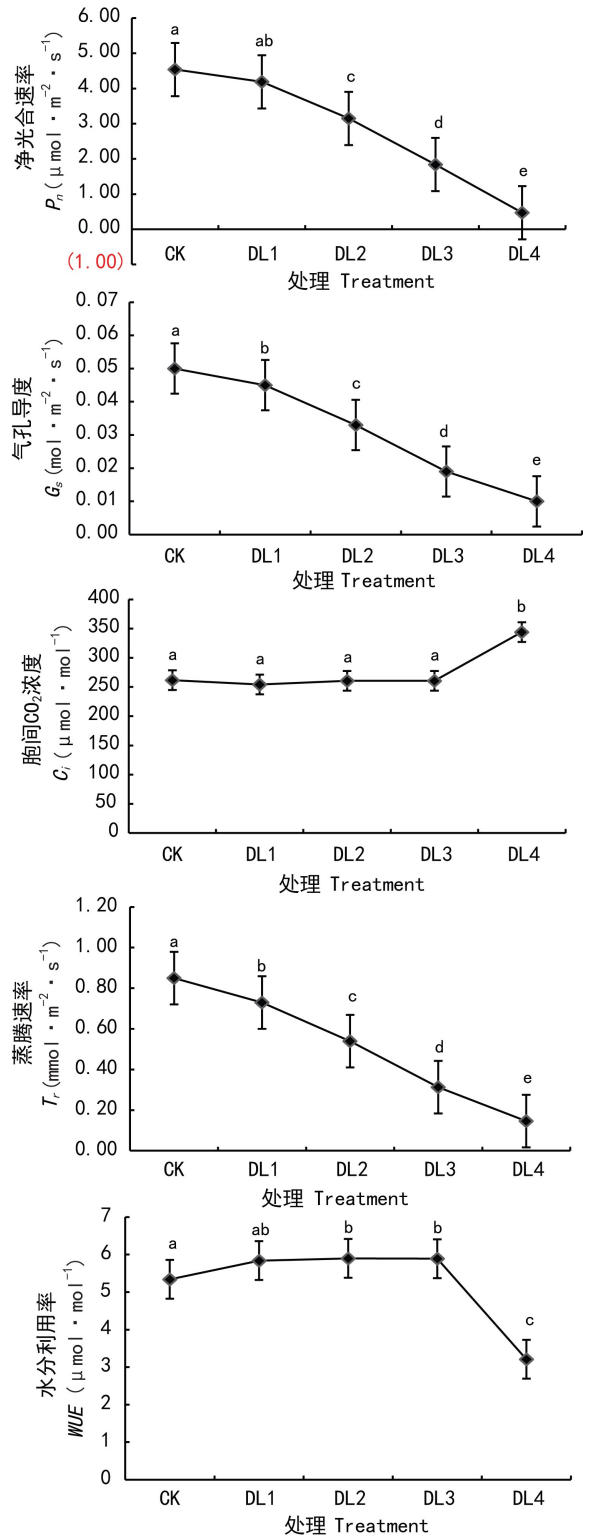 净光合速率
Pn(μmol·m−2·s−1)
6.00
5.00
4.00
3.00
2.00
1.00
0.00
(1.00)
a
ab
c
d
e
CK DL1 DL2 DL3 DL4
处理 Treatment
气孔导度
Gs(mol·m−2·s−1)
0.07
0.06
0.05
0.04
0.03
0.02
0.01
0.00
a
b
c
d
e
CK DL1 DL2 DL3 DL4
处理 Treatment
胞间CO2浓度
Ci(μmol·mol−1)
400
350
300
250
200
150
100
50
0
a
a
a
a
b
CK DL1 DL2 DL3 DL4
处理 Treatment
蒸腾速率
Tr(mmol·m−2·s−1)
1.20
1.00
0.80
0.60
0.40
0.20
0.00
a
b
c
d
e
CK DL1 DL2 DL3 DL4
处理 Treatment
水分利用率
WUE(μmol·mol−1)
7
6
5
4
3
2
1
0
a
ab
b
b
c
CK DL1 DL2 DL3 DL4
处理 Treatment